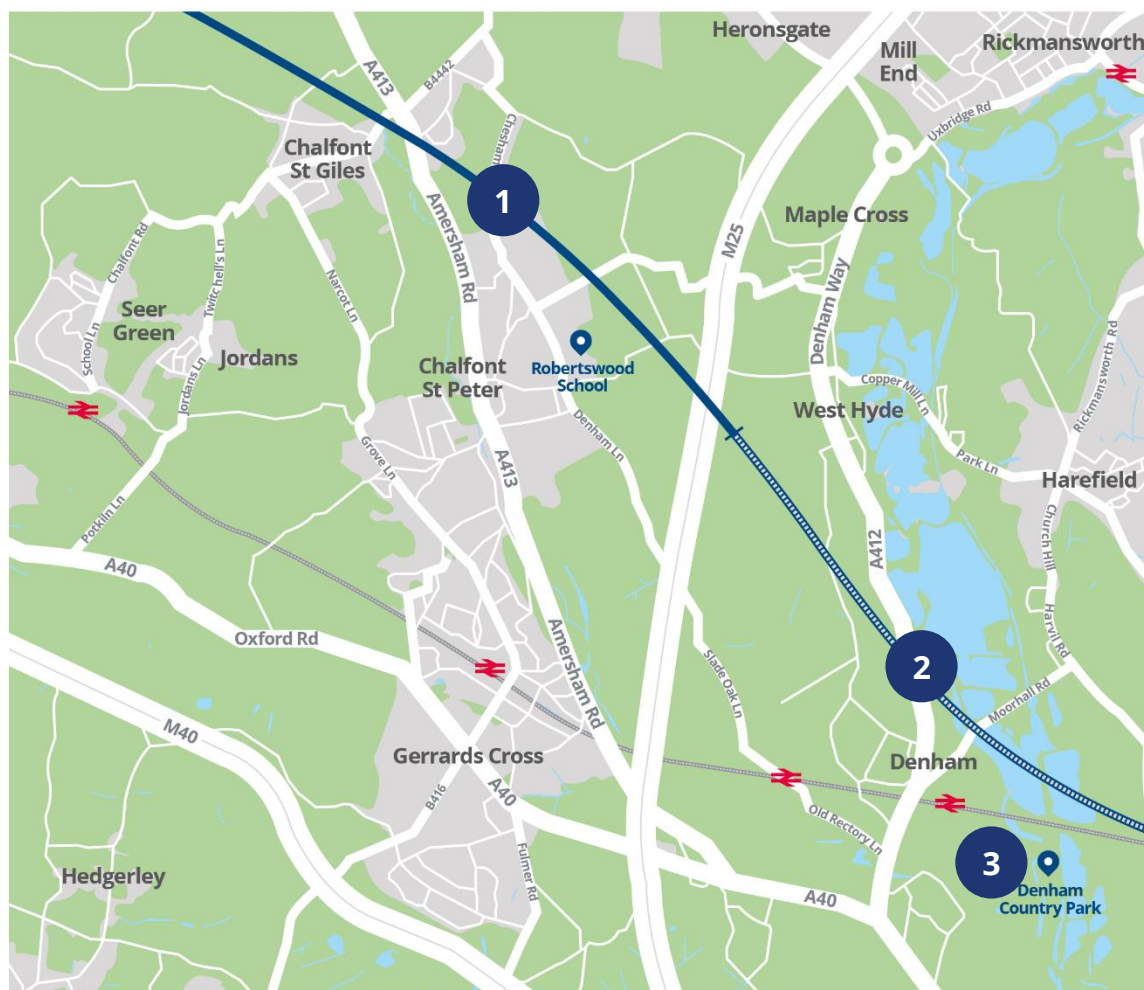 Heronsgate
Mill
End
Rickmansworth
A413
B4442
Uxbridge Rd
Chalfont
St Giles
Chesham
1
Maple Cross
Amersham Rd
M25
Chalfont Rd
Twitchell's Ln
Narcot Ln
Denham Way
Seer
Green
School Ln
Jordans
Jordans Ln
Robertswood
School
Chalfont
St Peter
Copper Mill Ln
Rickmansworth Rd
West Hyde
Denham Ln
Grove Ln
A413
Park Ln
Harefield
Potkiln Ln
A40
Church Hill
A412
Oxford Rd
Amersham Rd
Harvil Rd
Slade Oak Ln
2
Moorhall Rd
M40
Gerrards Cross
Denham
B416
A40
Old Rectory Ln
Fulmer Rd
Hedgerley
3
A40
Denham
Country Park